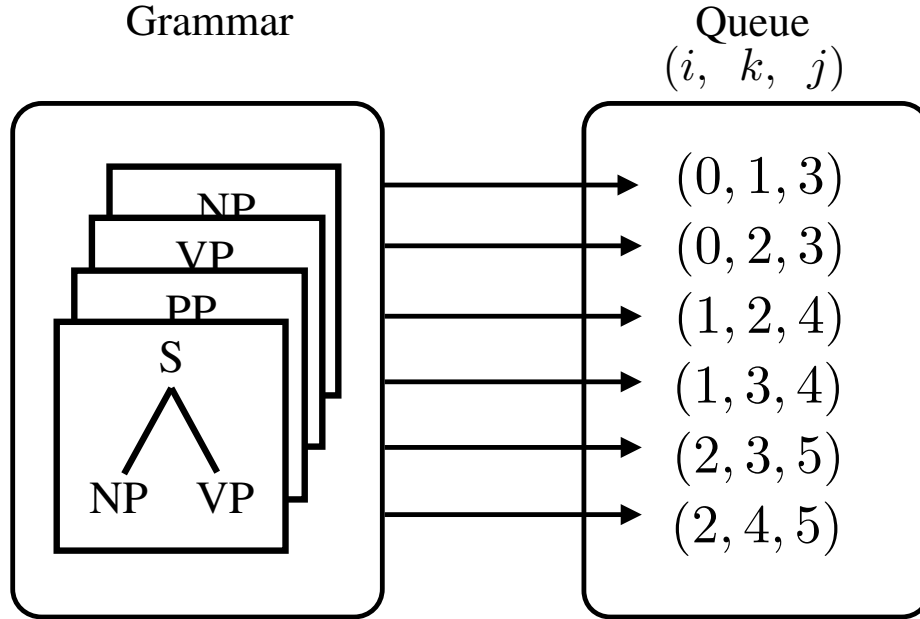 Grammar
NP
VP
PP
S
NP VP
Queue
(i, k, j)
(0, 1, 3)
(0, 2, 3)
(1, 2, 4)
(1, 3, 4)
(2, 3, 5)
(2, 4, 5)